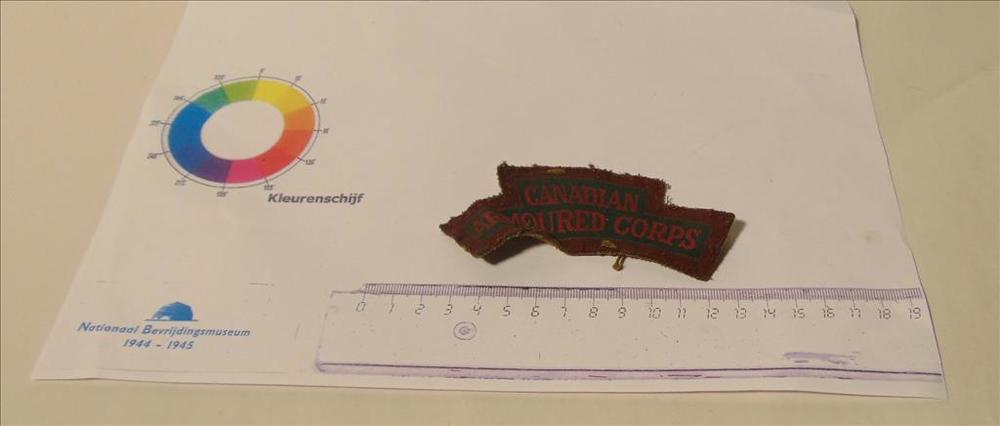 Kleurenschijf
CANADIAN
ARMOURED CORPS
0 1 2 3 4 5 6 7 8 9 10 11 12 13 14 15 16 17 18 19
Nationaal Bevrijdingsmuseum
1944 - 1945